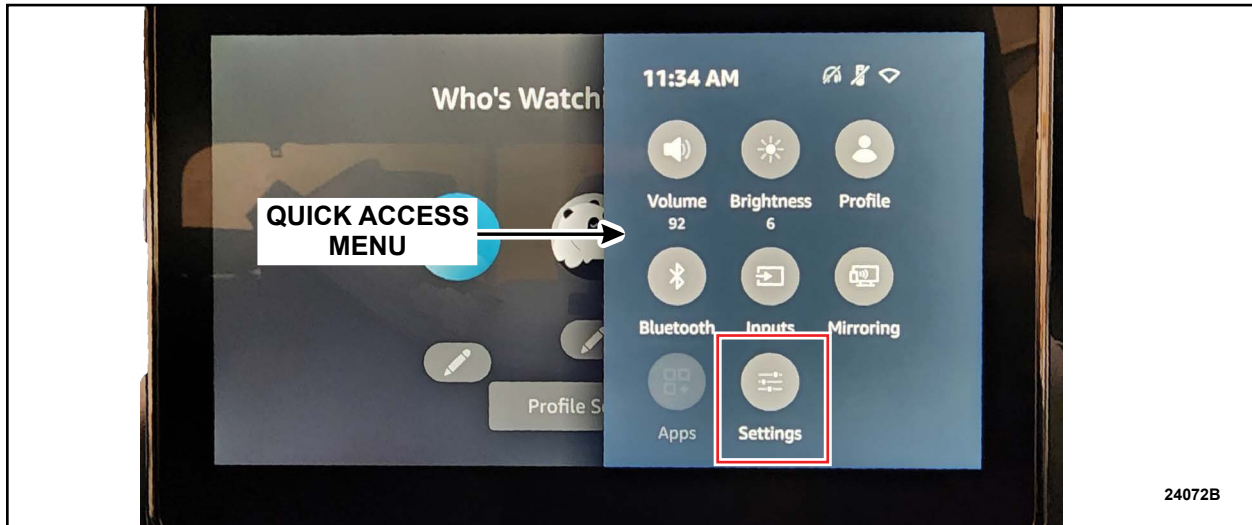 Who's Watchi
11:34 AM
QUICK ACCESS
MENU
Volume
92
Brightness
6
Profile
Bluetooth
Inputs
Mirroring
Profile S
Apps
Settings
24072B